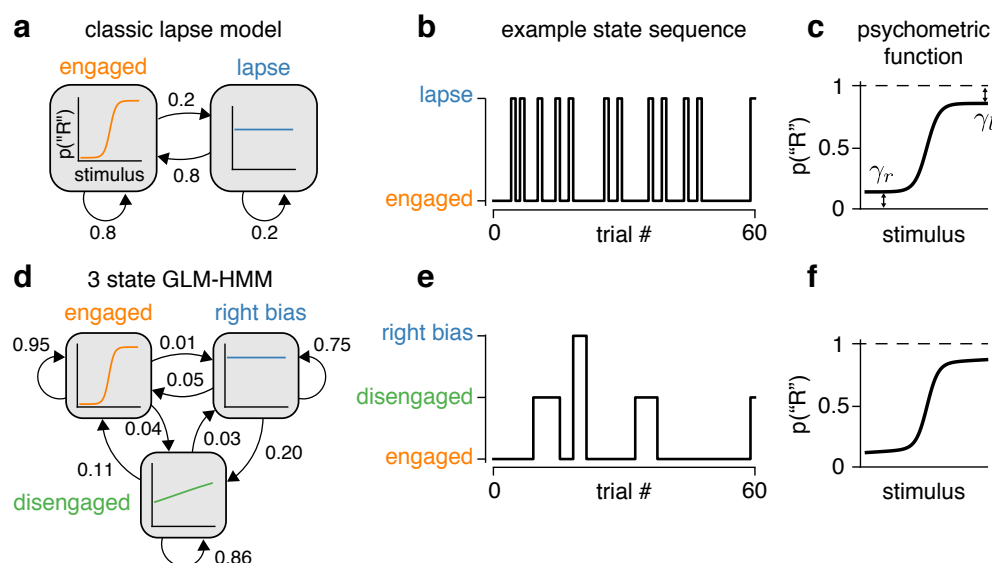 a
classic lapse model
engaged
lapse
p("R")
stimulus
0.2
0.8
0.8
0.2
b
example state sequence
lapse
engaged
0
trial #
60
c
psychometric
function
1
p(“R”)
0.5
0
γr
γl
stimulus
d
3 state GLM-HMM
engaged
right bias
0.95
0.01
0.75
0.05
0.04
0.03
0.20
0.11
disengaged
0.86
e
right bias
disengaged
engaged
0
trial #
60
f
1
p(“R”)
0.5
0
stimulus